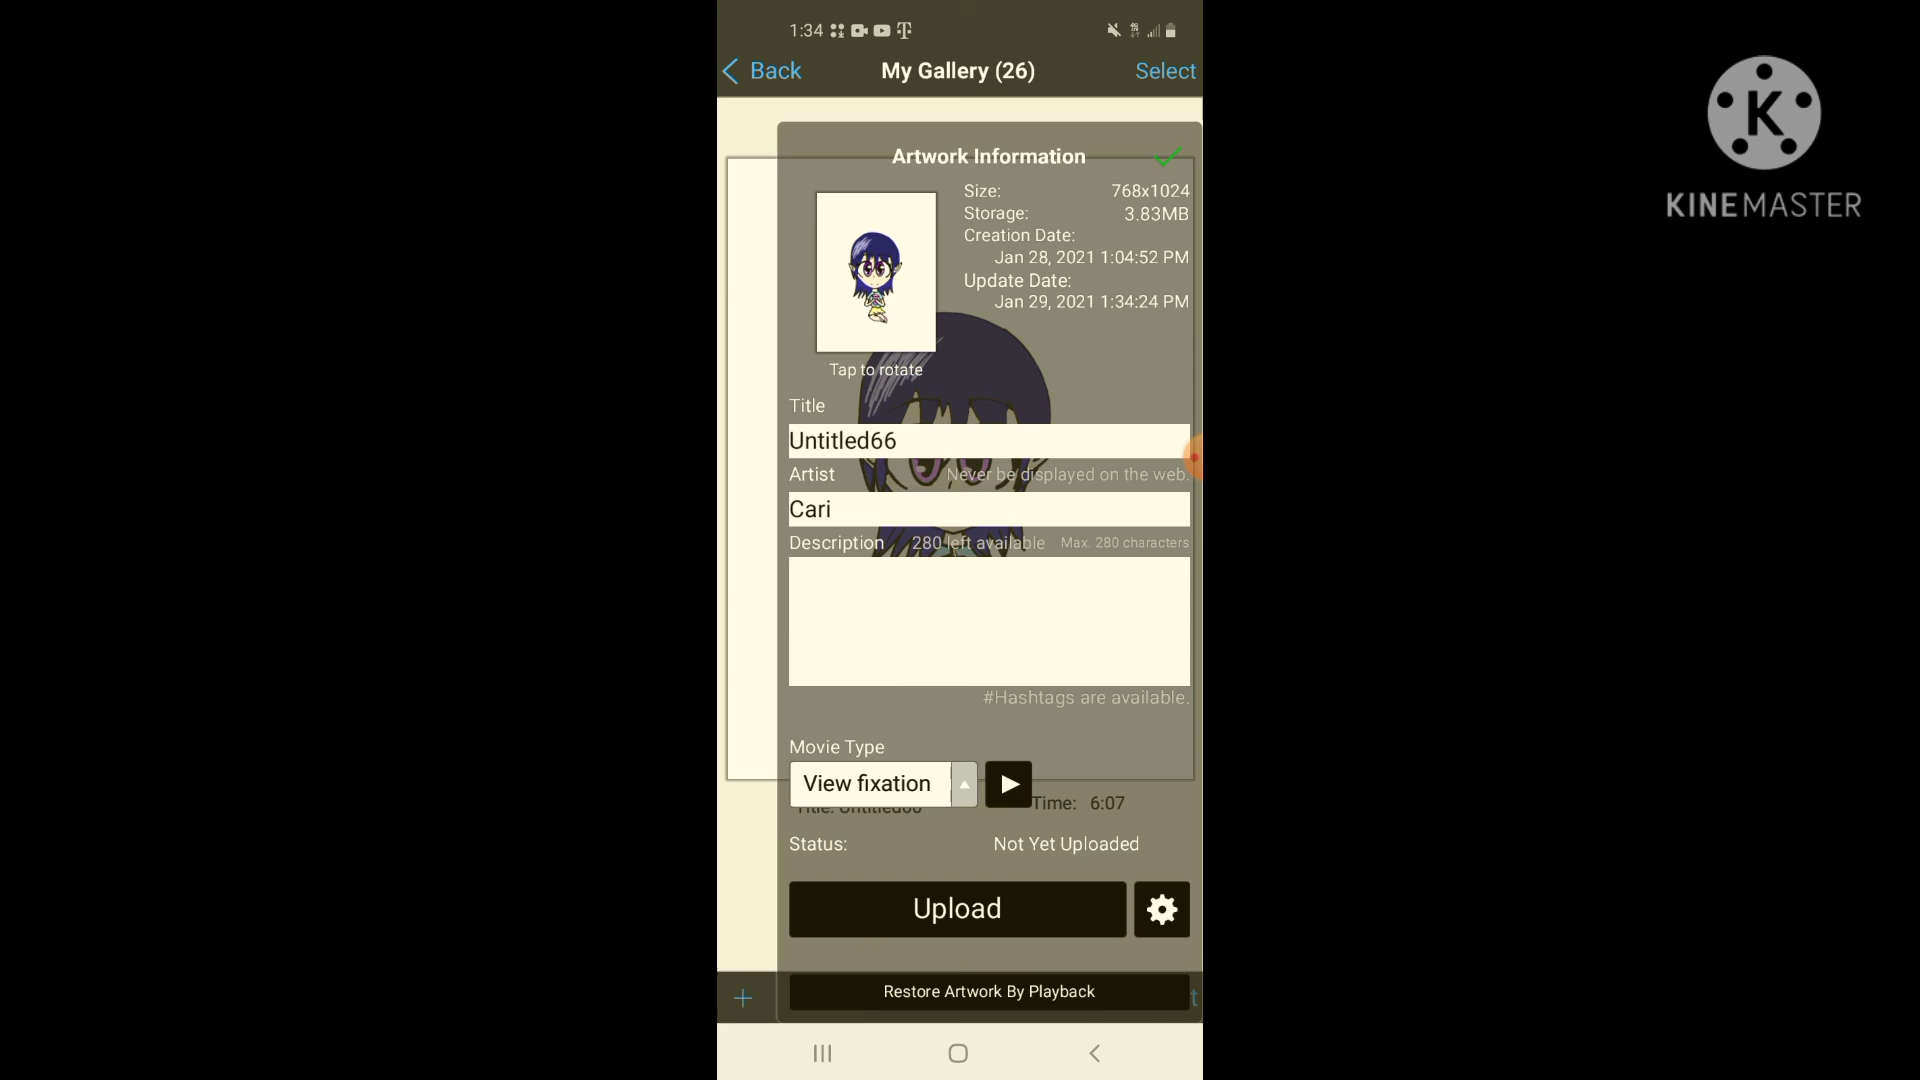 1:34
Back My Gallery (26) Select
K
KINEMASTER
Artwork Information
Size: 768x1024
Storage: 3.83MB
Creation Date:
Jan 28, 2021 1:04:52 PM
Update Date:
Jan 29, 2021 1:34:24 PM
Tap to rotate
Title
Untitled66
Artist Never be displayed on the web.
Cari
Description 280 left available Max. 280 characters
#Hashtags are available.
Movie Type
View fixation
Title: Untitled66 Time: 6:07
Status: Not Yet Uploaded
Upload
Restore Artwork By Playback
t